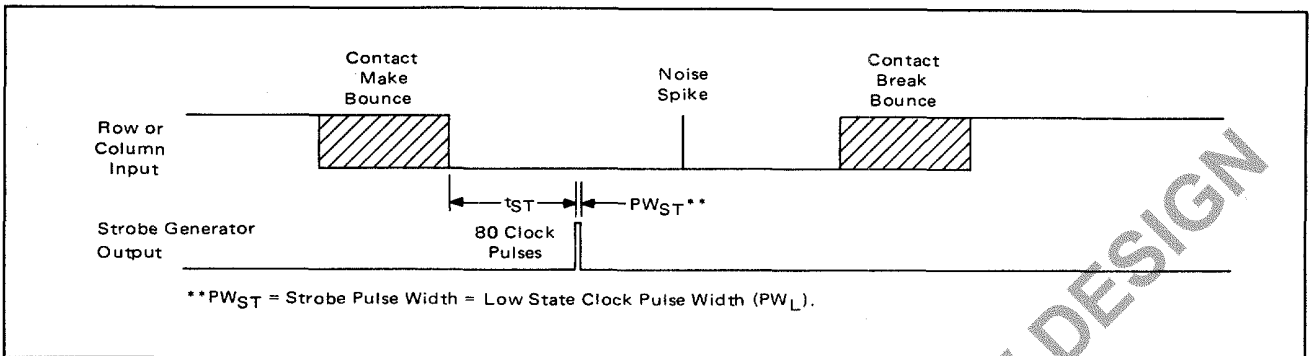 Contact
Make
Bounce
Noise
Spike
Contact
Break
Bounce
Row or
Column
Input
tST
PWST**
Strobe Generator
Output
80 Clock
Pulses
**PWST = Strobe Pulse Width = Low State Clock Pulse Width (PWL).
DESIGN